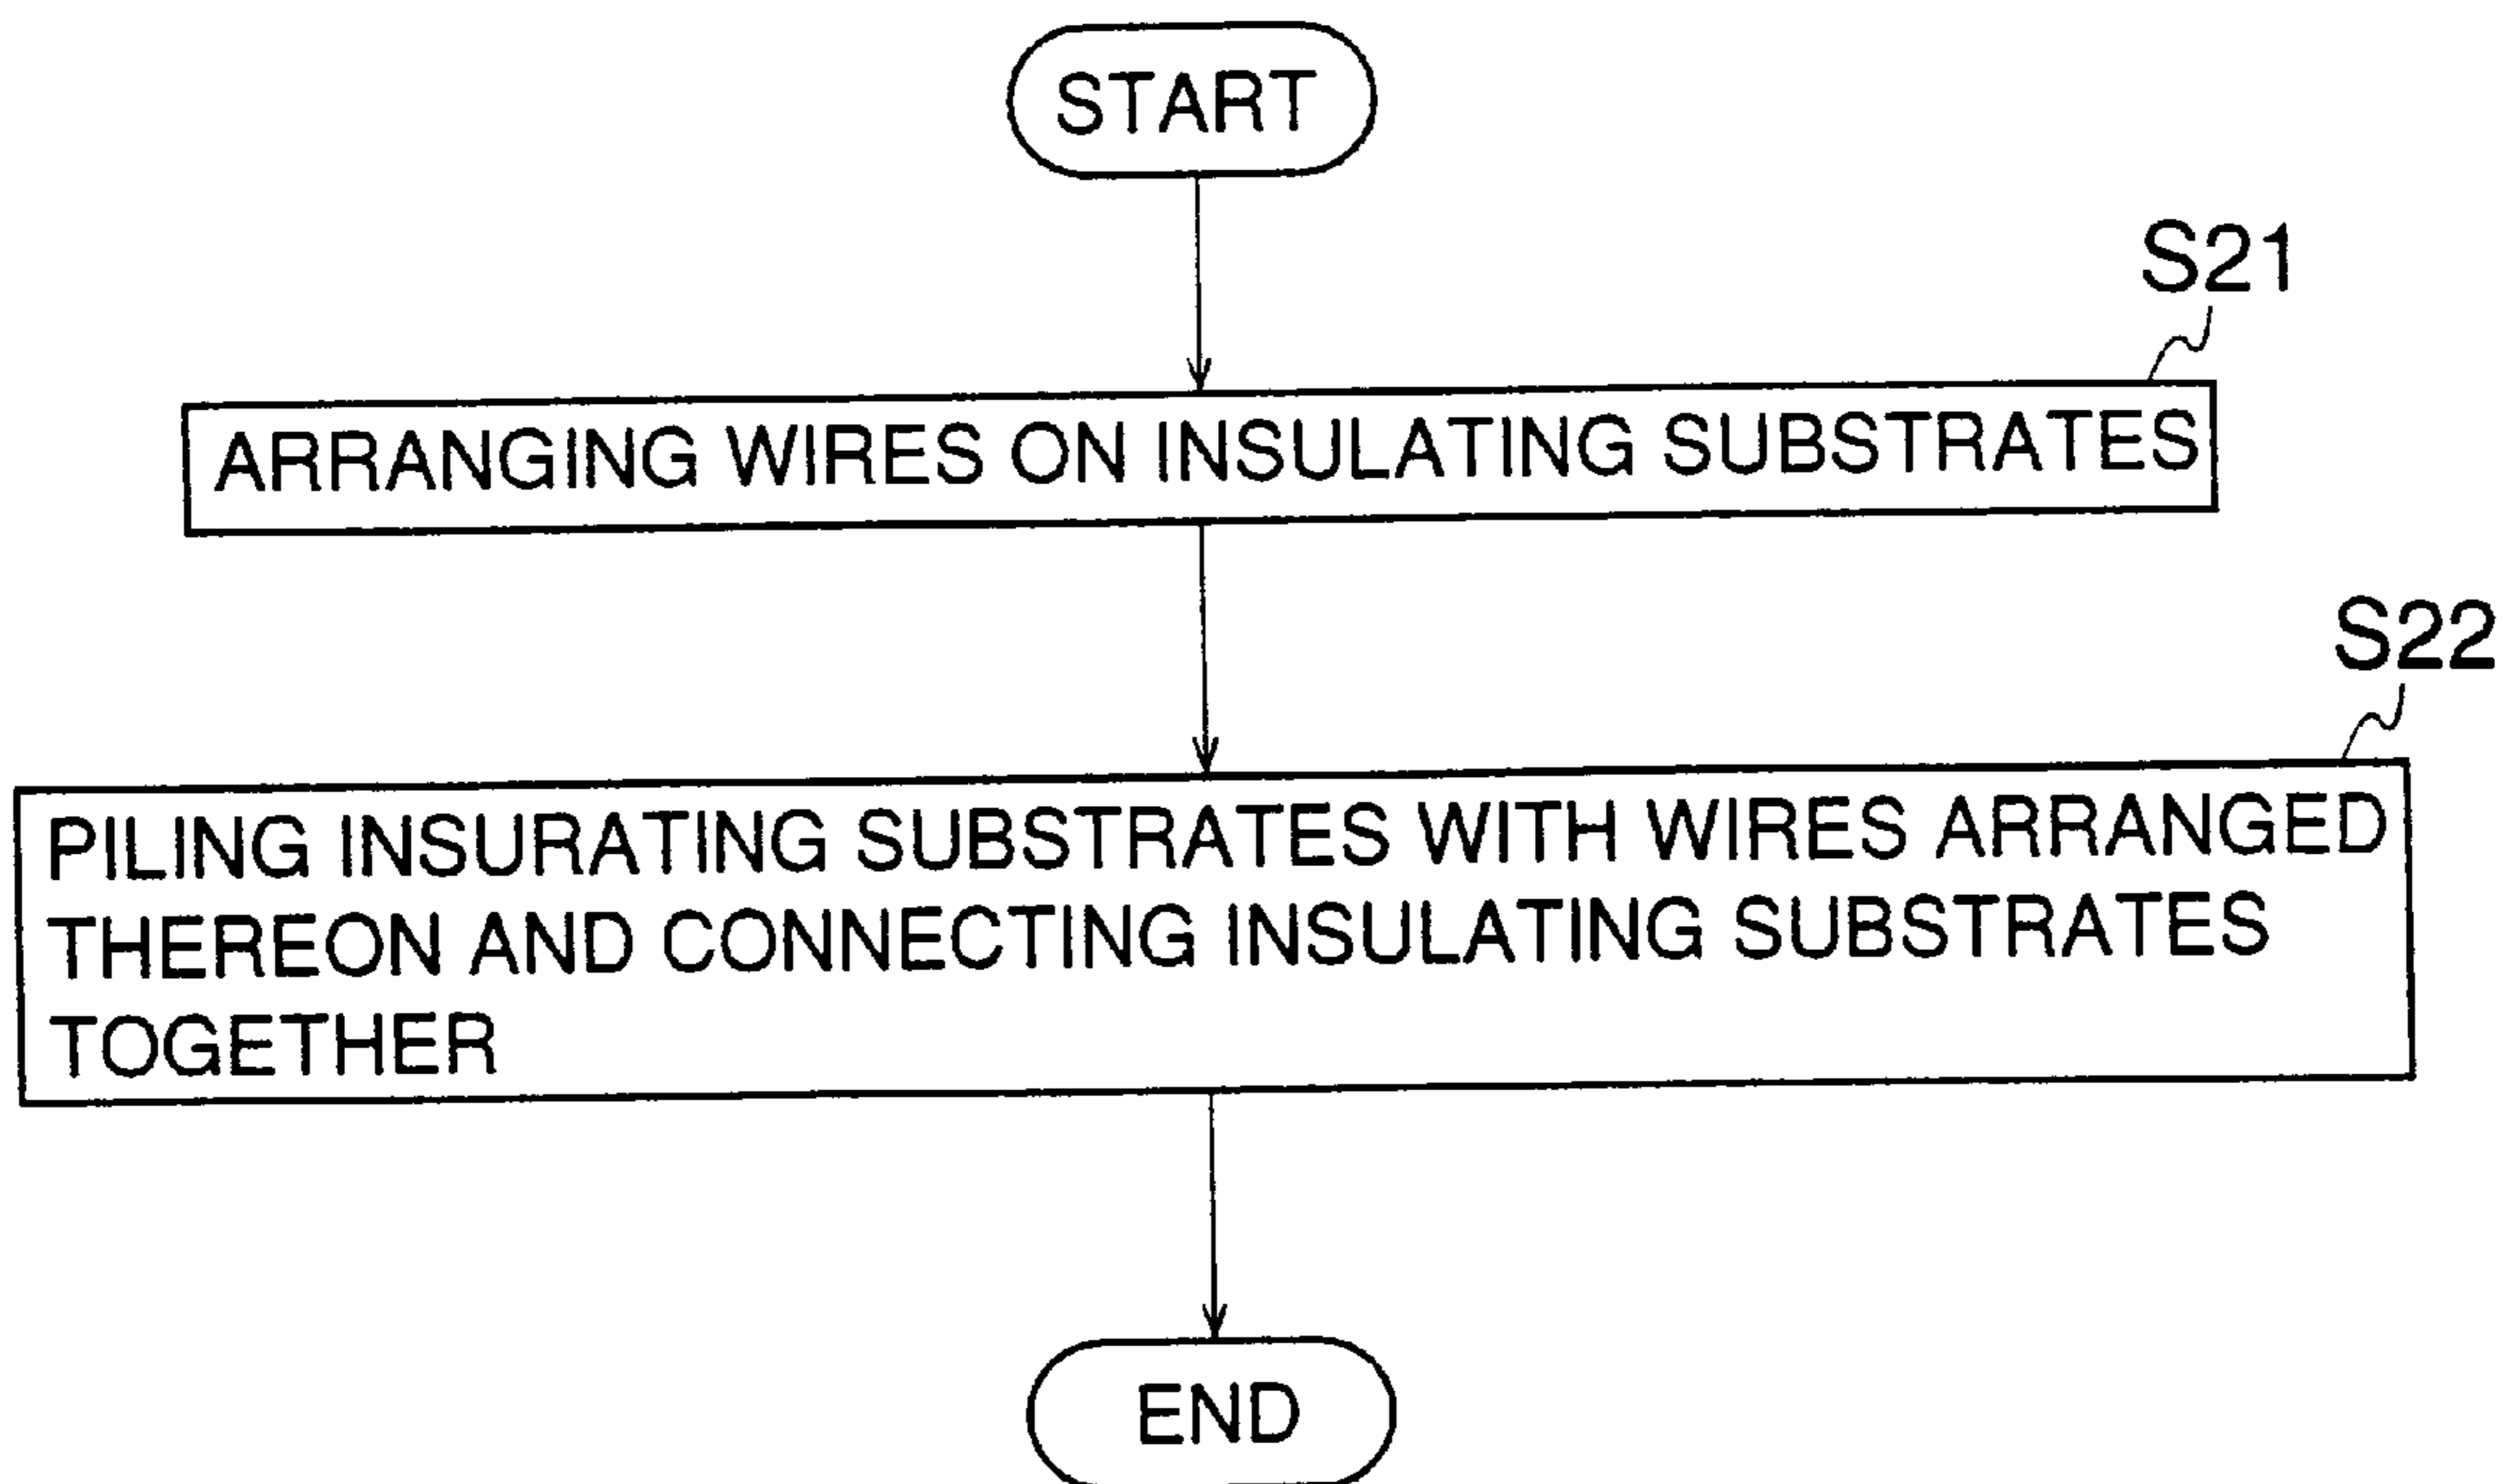 START
S21
ARRANGING WIRES ON INSULATING SUBSTRATES
S22
PILING INSURATING SUBSTRATES WITH WIRES ARRANGED
THEREON AND CONNECTING INSULATING SUBSTRATES
TOGETHER
END